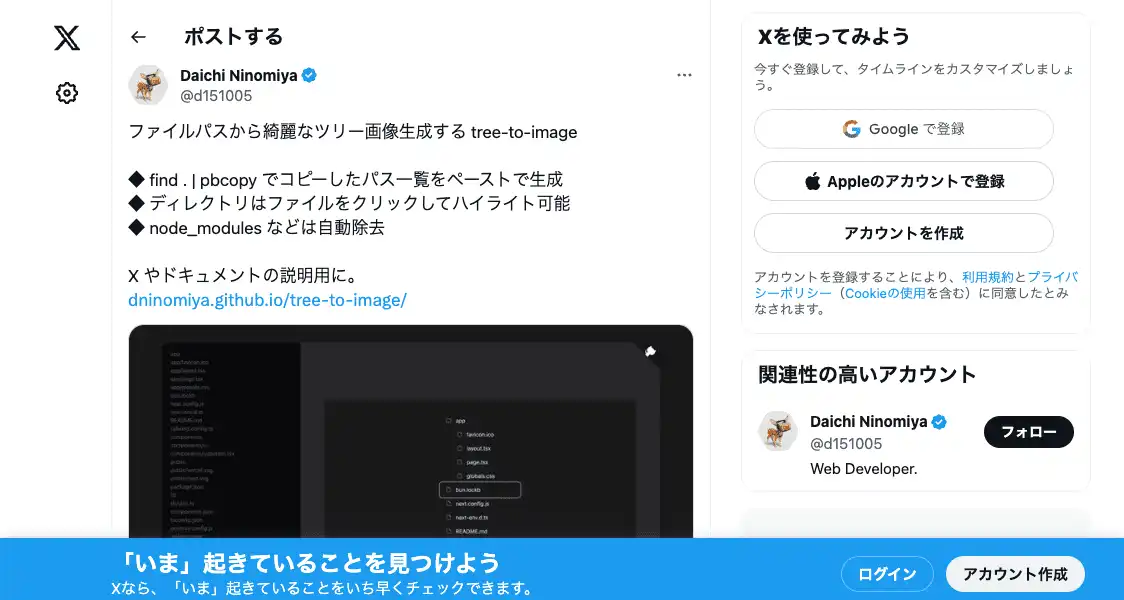 ポストする
Daichi Ninomiya
@d151005
ファイルパスから綺麗なツリー画像生成する tree-to-image
◆ find . | pbcopy でコピーしたパス一覧をペーストで生成
◆ ディレクトリはファイルをクリックしてハイライト可能
◆ node_modules などは自動除去
X やドキュメントの説明用に。
dninomiya.github.io/tree-to-image/
app
favicon.ico
layout.tsx
page.tsx
globals.css
bun.lockb
next.config.js
next-env.d.ts
README.md
Xを使ってみよう
今すぐ登録して、タイムラインをカスタマイズしましょ
う。
Google で登録
Appleのアカウントで登録
アカウントを作成
アカウントを登録することにより、利用規約とプライバ
シーポリシー（Cookieの使用を含む）に同意したとみ
なされます。
関連性の高いアカウント
Daichi Ninomiya
@d151005
フォロー
Web Developer.
「いま」起きていることを見つけよう
Xなら、「いま」起きていることをいち早くチェックできます。
ログイン
アカウント作成